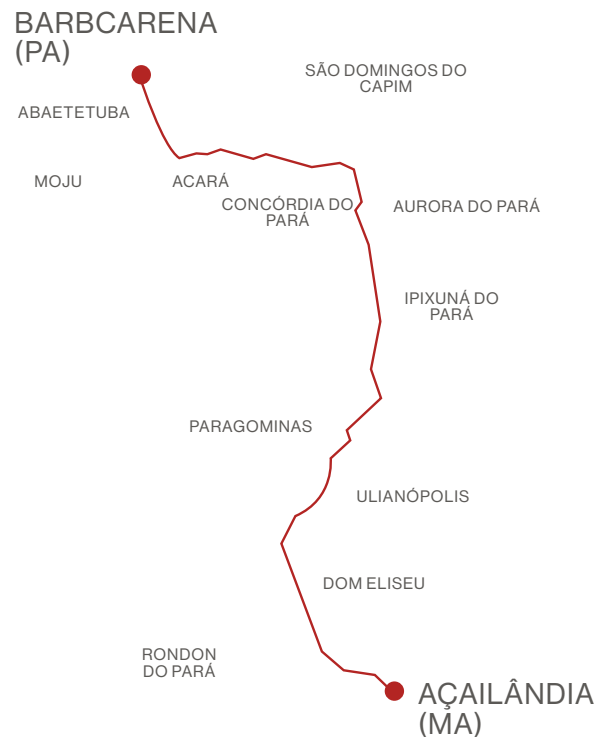 BARBCARENA
(PA)
SÃO DOMINGOS DO
CAPIM
ABAETETUBA
MOJU
ACARÁ
CONCÓRDIA DO
PARÁ
AURORA DO PARÁ
IPIXUNÁ DO
PARÁ
PARAGOMINAS
ULIANÓPOLIS
DOM ELISEU
RONDON
DO PARÁ
AÇAILÂNDIA
(MA)